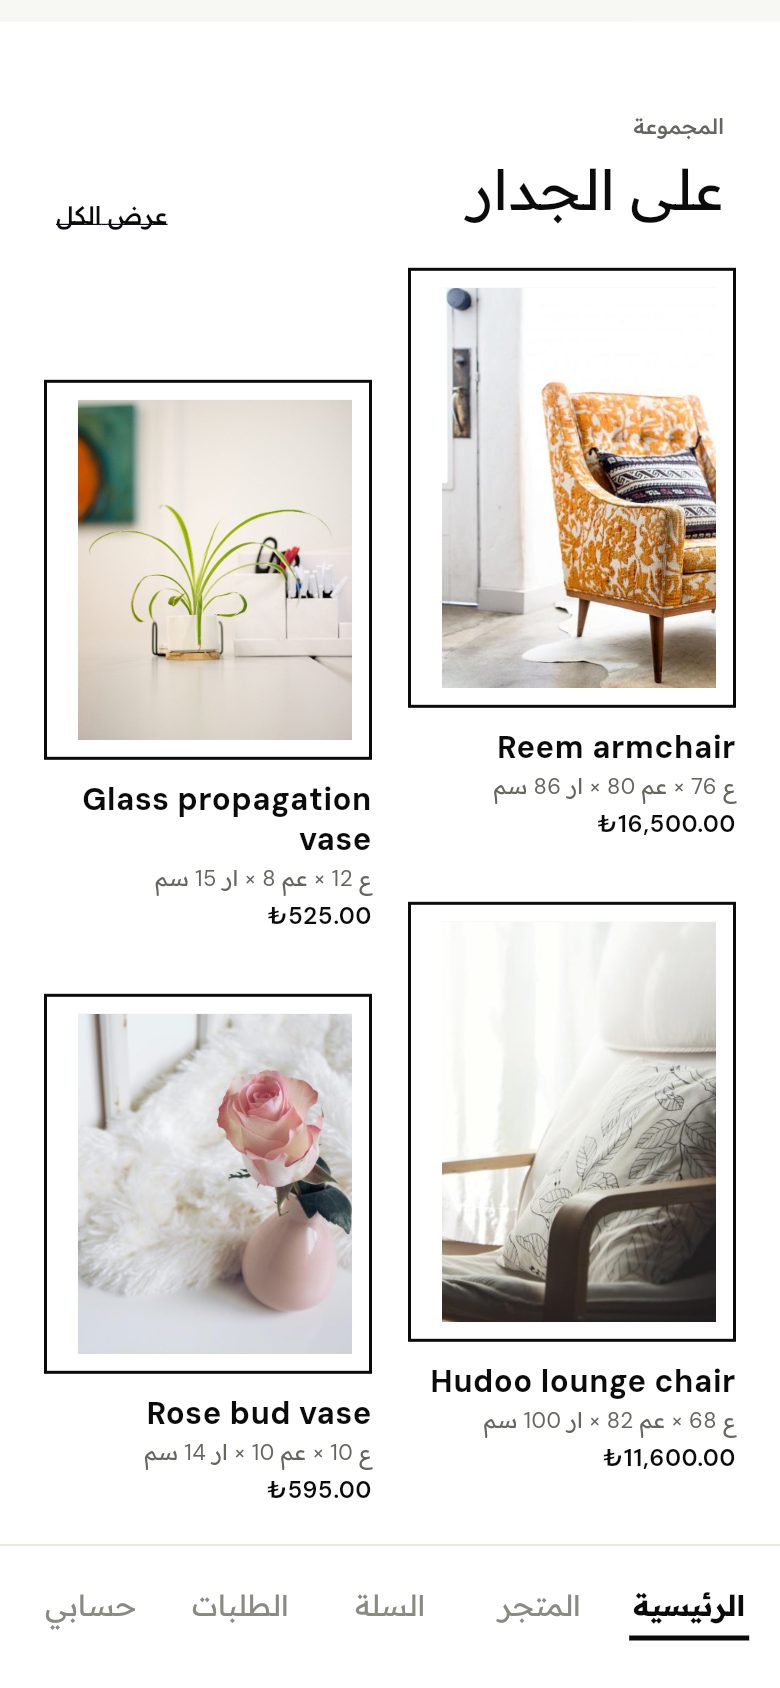 المجموعة
على الجدار
عرض الكل
Reem armchair
ع 76 × عم 80 × ار 86 سم
₺16,500.00
Glass propagation
vase
ع 12 × عم 8 × ار 15 سم
₺525.00
Hudoo lounge chair
ع 68 × عم 82 × ار 100 سم
₺11,600.00
Rose bud vase
ع 10 × عم 10 × ار 14 سم
₺595.00
الرئيسية
المتجر
السلة
الطلبات
حسابي